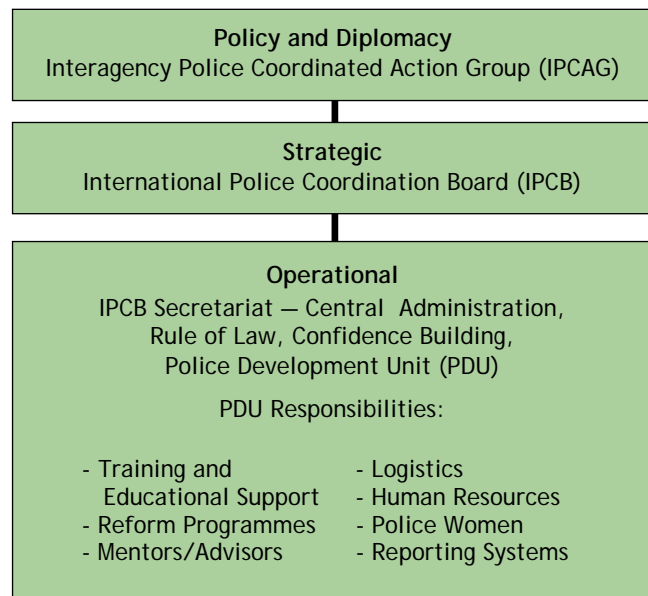 Policy and Diplomacy
Interagency Police Coordinated Action Group (IPCAG)
Strategic
International Police Coordination Board (IPCB)
Operational
IPCB Secretariat — Central Administration,
Rule of Law, Confidence Building,
Police Development Unit (PDU)
PDU Responsibilities:
- Training and
Educational Support
- Reform Programmes
- Mentors/Advisors
- Logistics
- Human Resources
- Police Women
- Reporting Systems